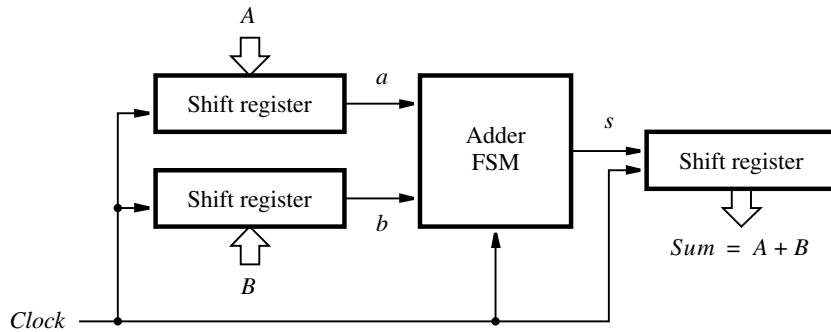 A
Shift register
a
Adder
FSM
s
Shift register
Shift register
b
B
Sum = A + B
Clock